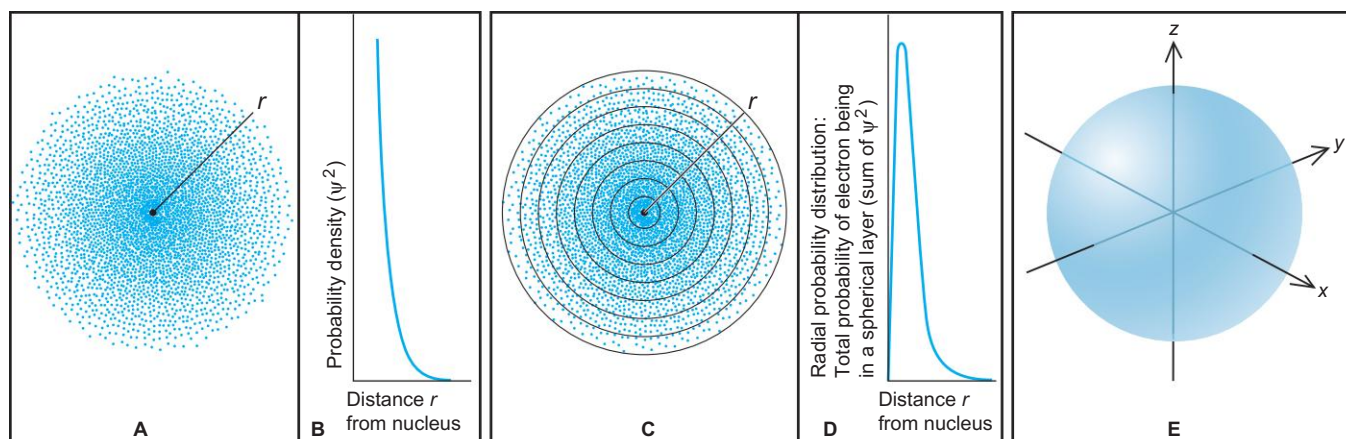 r
Probability density (ψ²)
Distance r
from nucleus
A
B
r
Radial probability distribution:
Total probability of electron being
in a spherical layer (sum of ψ²)
Distance r
from nucleus
C
D
z
y
x
E